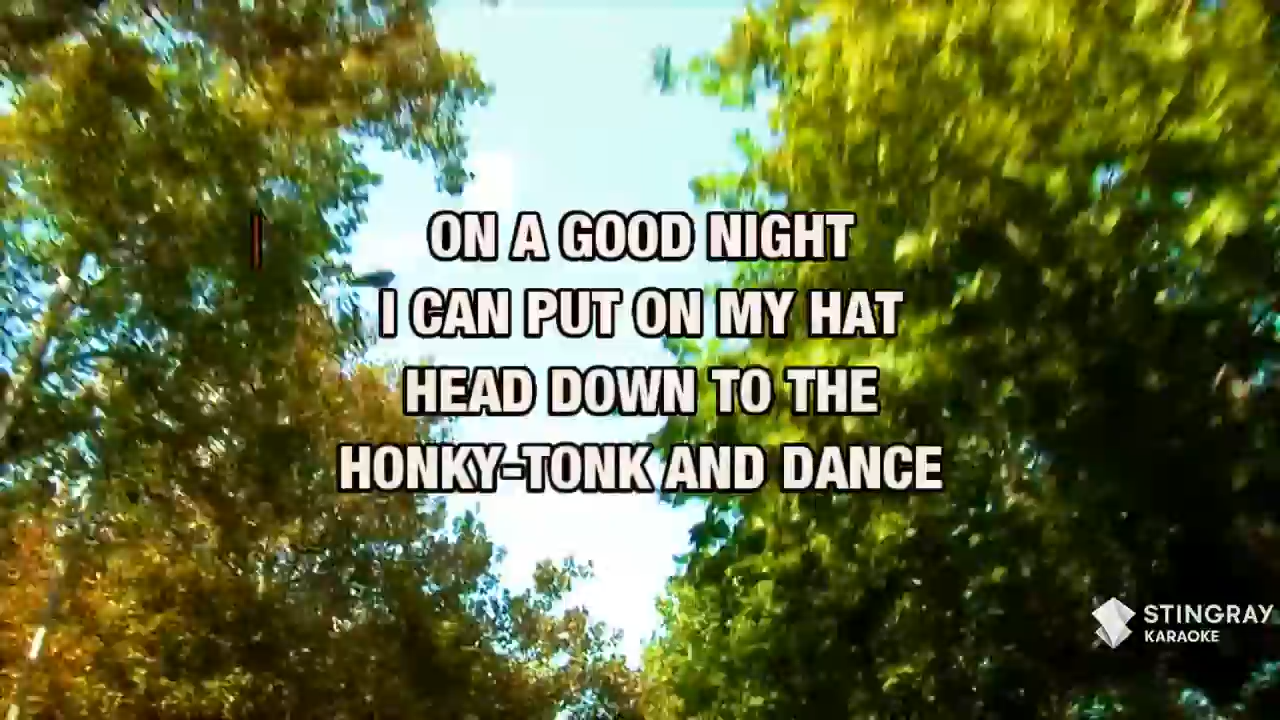 ON A GOOD NIGHT
I CAN PUT ON MY HAT
HEAD DOWN TO THE
HONKY-TONK AND DANCE
STINGRAY
KARAOKE